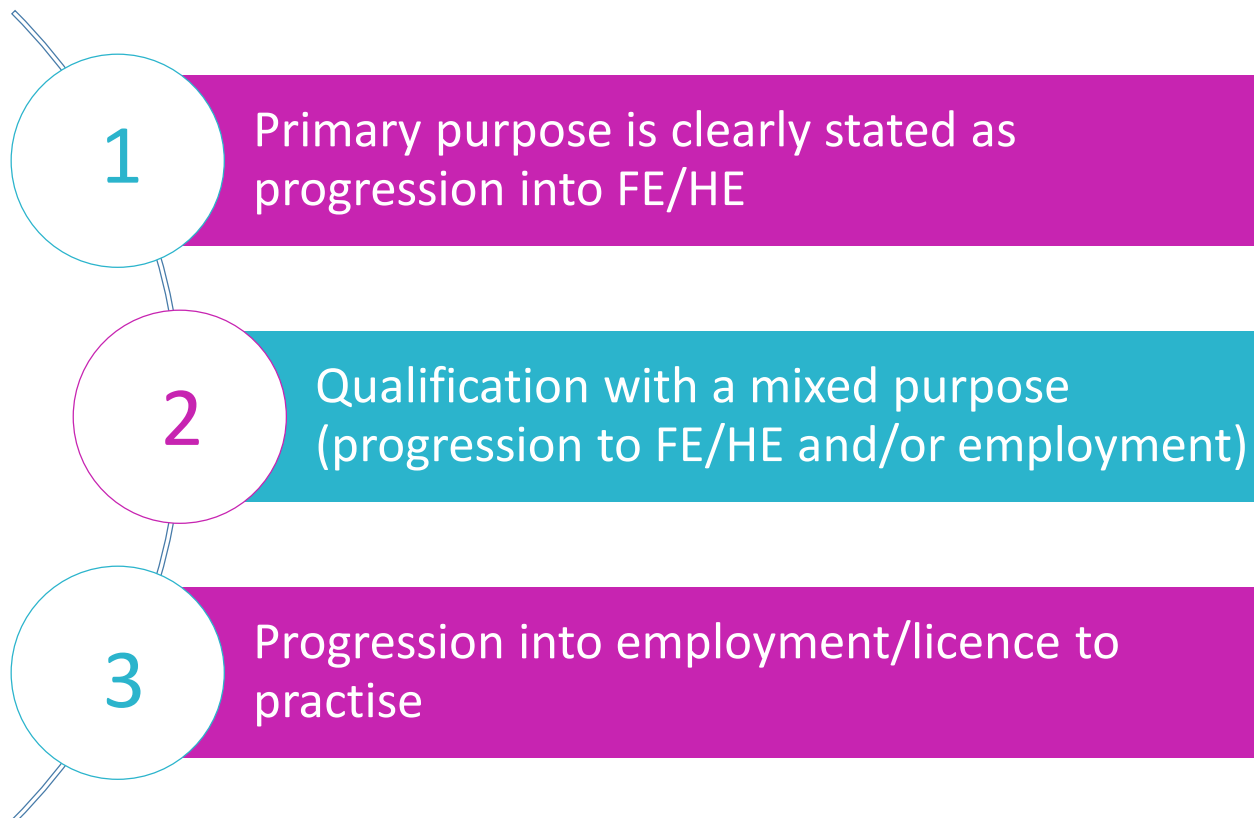 1
Primary purpose is clearly stated as
progression into FE/HE
2
Qualification with a mixed purpose
(progression to FE/HE and/or employment)
3
Progression into employment/licence to
practise